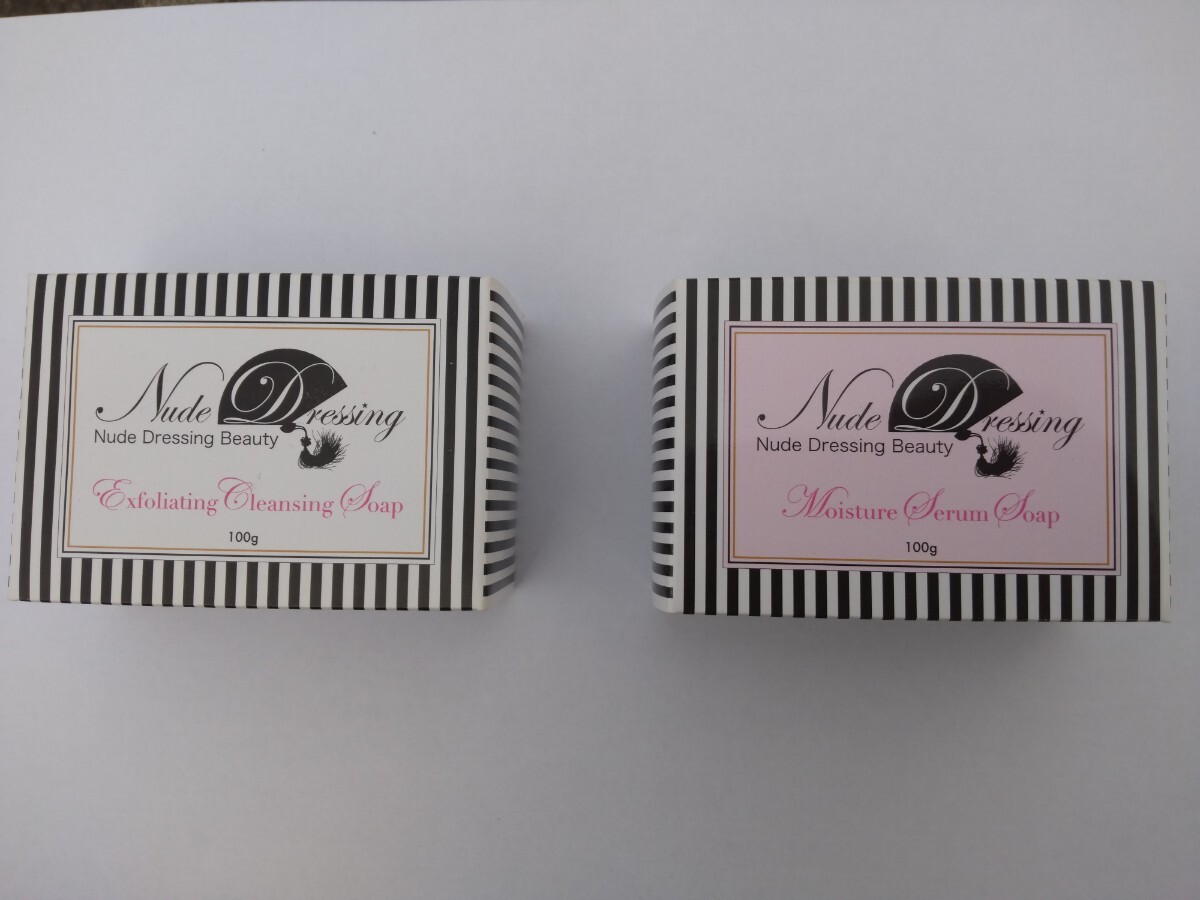 Nude Dressing
Nude Dressing Beauty
Exfoliating Cleansing Soap
100g
Nude Dressing
Nude Dressing Beauty
Moisture Serum Soap
100g